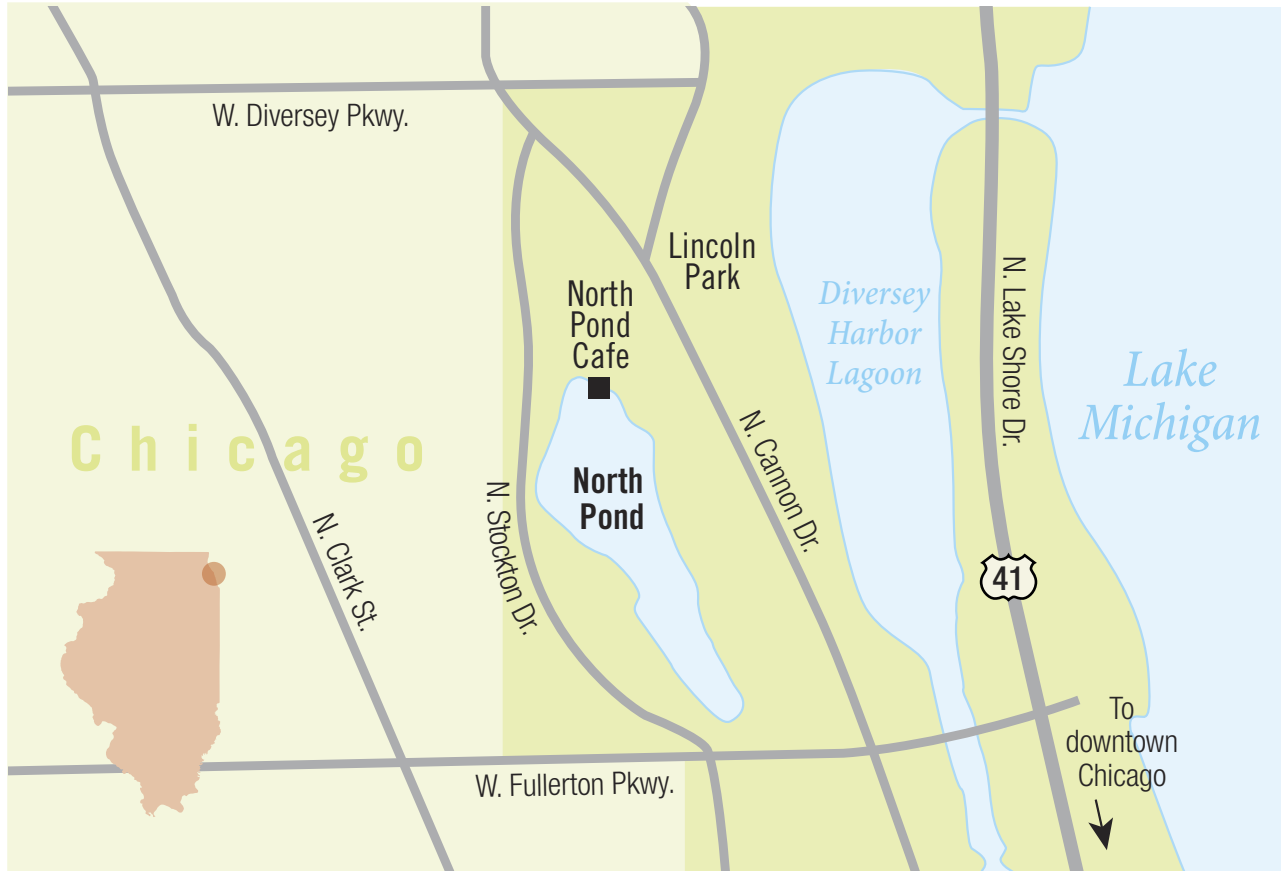 W. Diversey Pkwy.
Lincoln
Park
North
Pond
Cafe
Diversey
Harbor
Lagoon
N. Lake Shore Dr.
Lake
Michigan
Chicago
N. Cannon Dr.
North
Pond
N. Stockton Dr.
N. Clark St.
41
To
downtown
Chicago
W. Fullerton Pkwy.